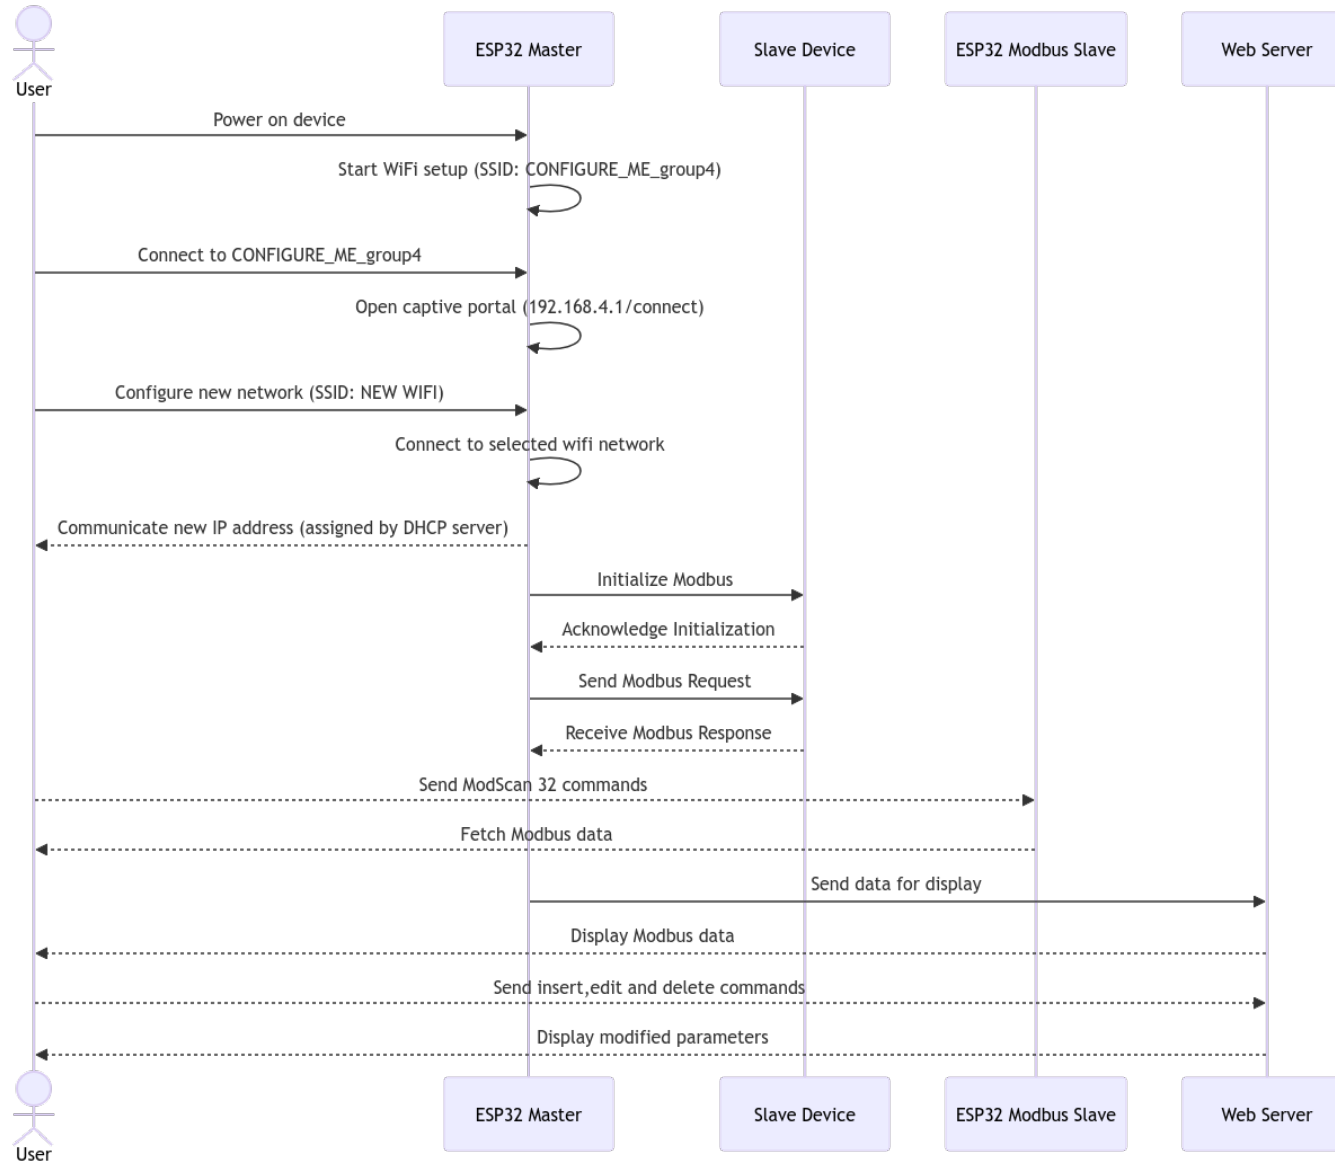 User
ESP32 Master
Slave Device
ESP32 Modbus Slave
Web Server
Power on device
Start WiFi setup (SSID: CONFIGURE_ME_group4)
Connect to CONFIGURE_ME_group4
Open captive portal (192.168.4.1/connect)
Configure new network (SSID: NEW WIFI)
Connect to selected wifi network
Communicate new IP address (assigned by DHCP server)
Initialize Modbus
Acknowledge Initialization
Send Modbus Request
Receive Modbus Response
Send ModScan 32 commands
Fetch Modbus data
Send data for display
Display Modbus data
Send insert,edit and delete commands
Display modified parameters
User
ESP32 Master
Slave Device
ESP32 Modbus Slave
Web Server